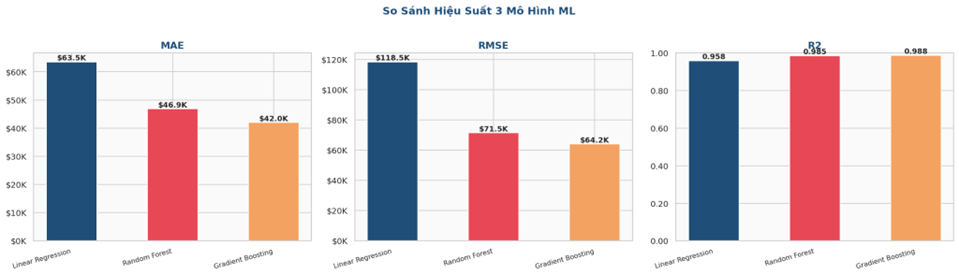 So Sánh Hiệu Suất 3 Mô Hình ML
MAE
$63.5K
$46.9K
$42.0K
$60K
$50K
$40K
$30K
$20K
$10K
$0K
Linear Regression
Random Forest
Gradient Boosting
RMSE
$118.5K
$71.5K
$64.2K
$120K
$100K
$80K
$60K
$40K
$20K
$0K
Linear Regression
Random Forest
Gradient Boosting
R2
0.958
0.985
0.988
1.00
0.80
0.60
0.40
0.20
0.00
Linear Regression
Random Forest
Gradient Boosting